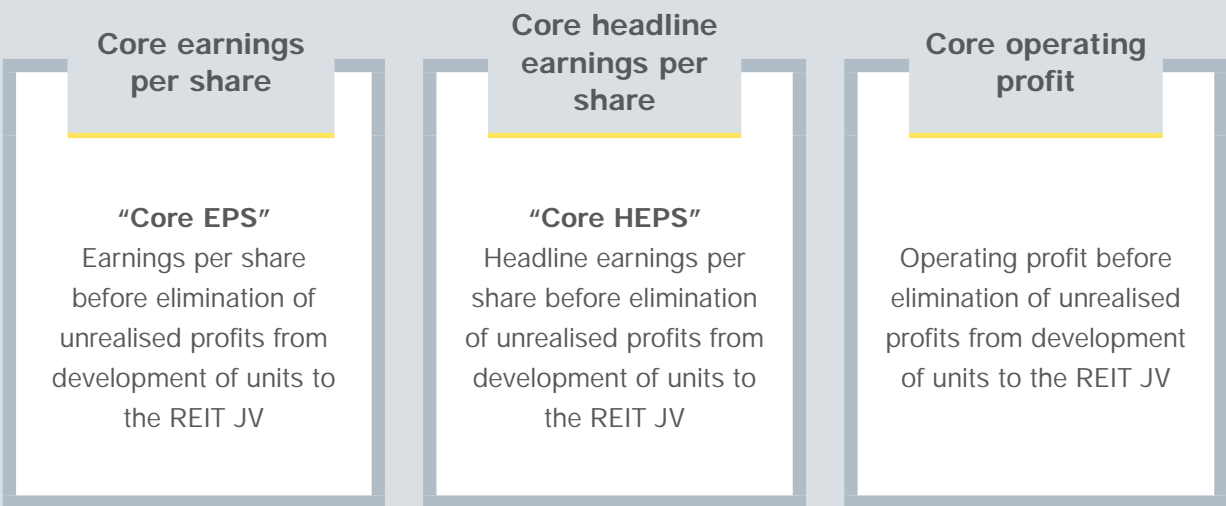 Core earnings
per share
"Core EPS"
Earnings per share
before elimination of
unrealised profits from
development of units to
the REIT JV
Core headline
earnings per
share
"Core HEPS"
Headline earnings per
share before elimination
of unrealised profits from
development of units to
the REIT JV
Core operating
profit
Operating profit before
elimination of unrealised
profits from development
of units to the REIT JV